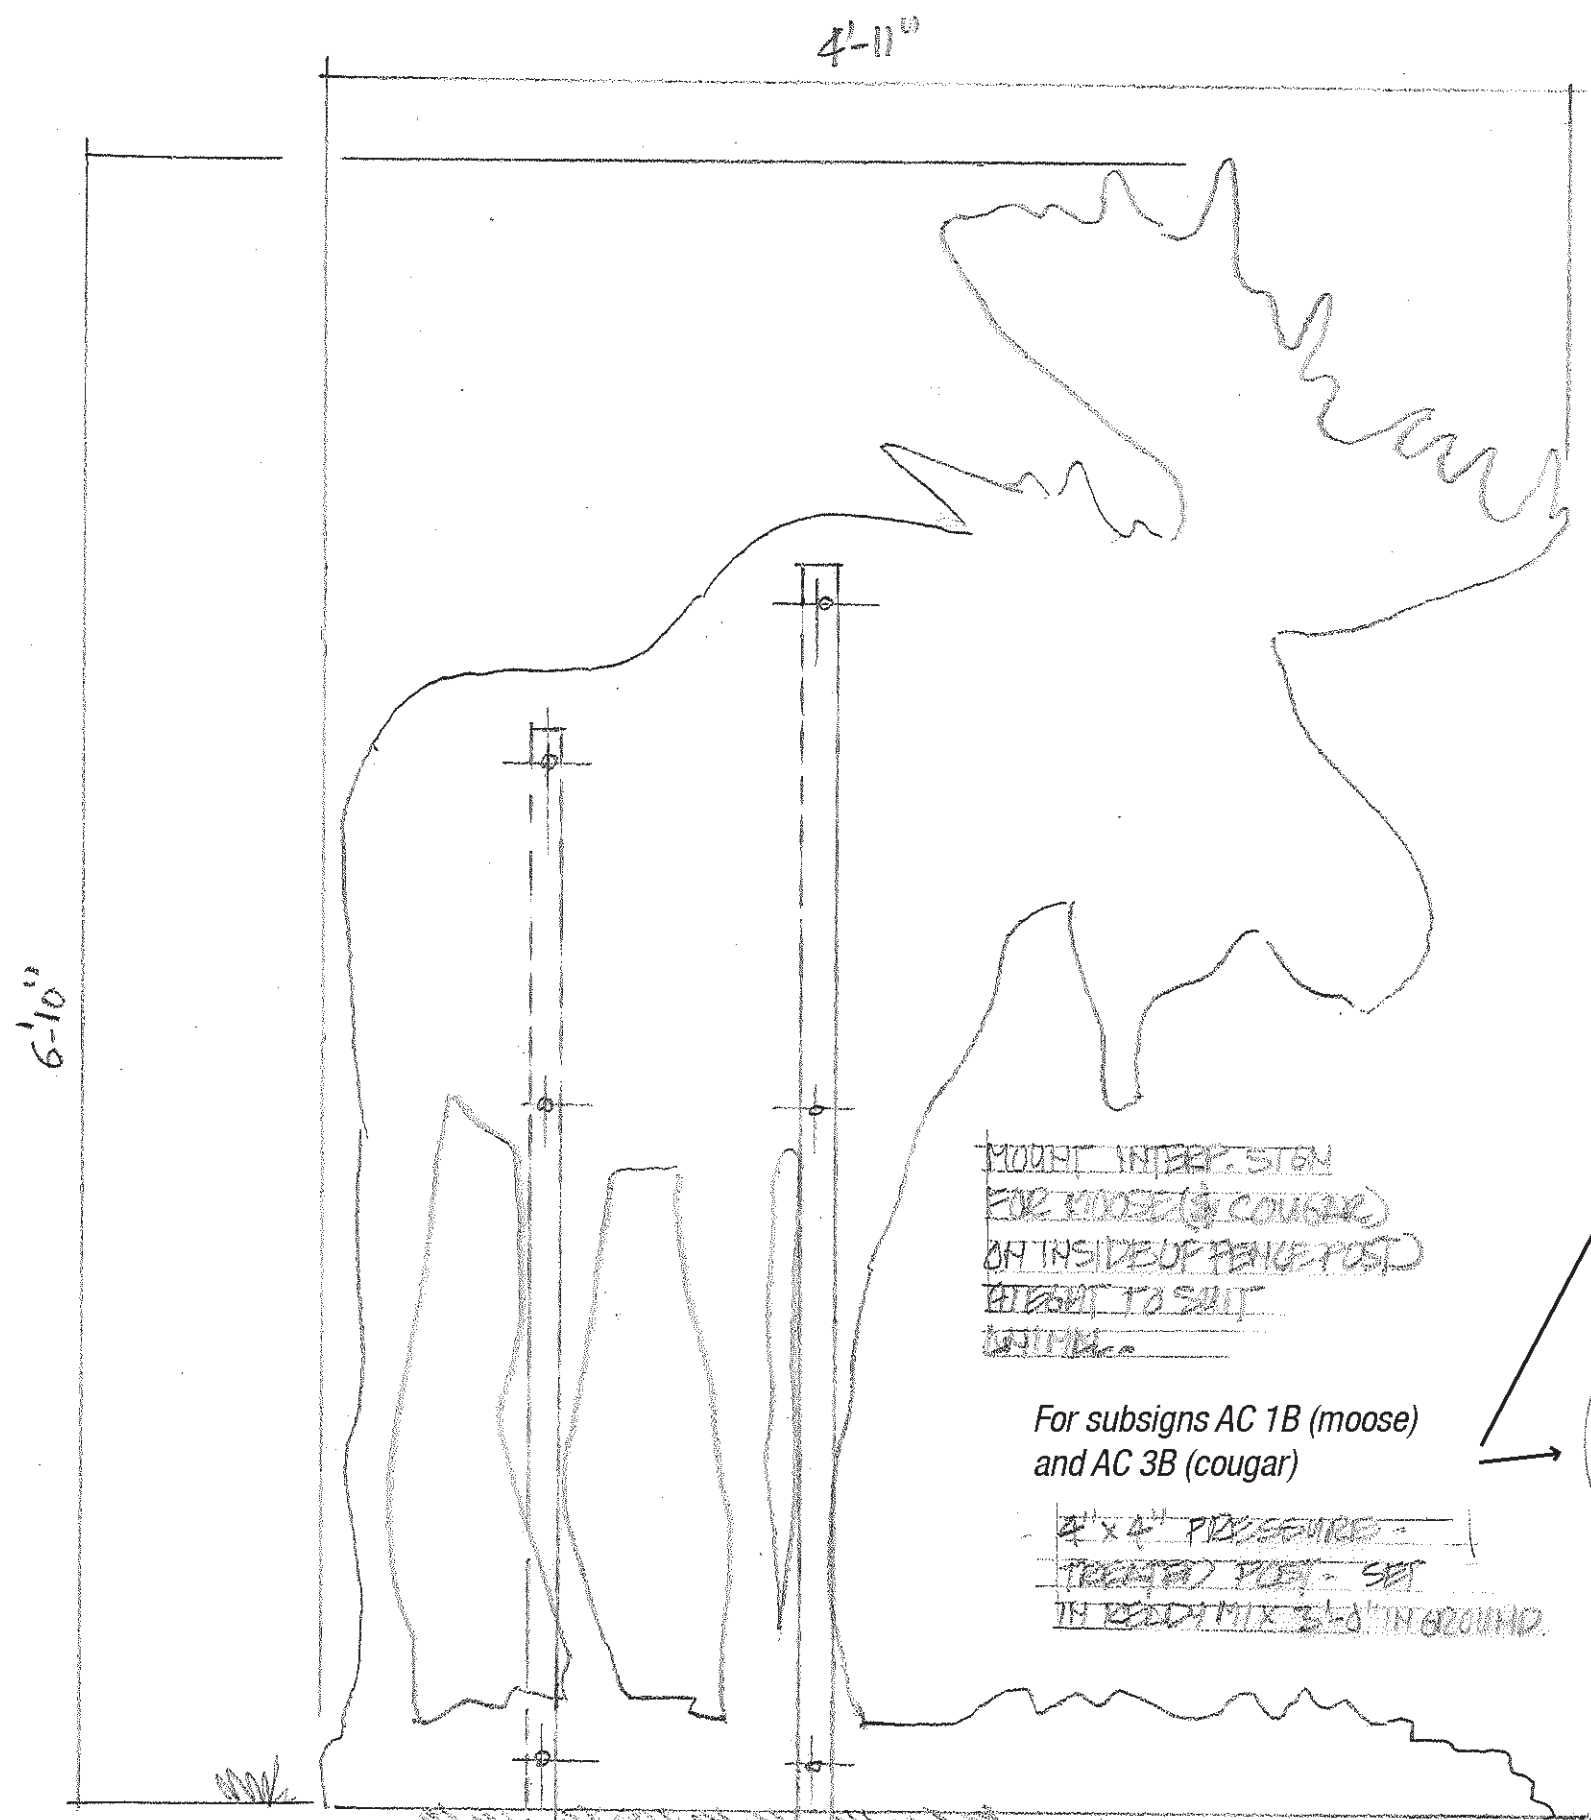 4'-11"
6'-10"
MOUNT INTERP. SIGN
FOR MOOSE (& COUGAR)
ON INSIDE OF FENCE POST)
HEIGHT TO SUIT
ANIMAL.
For subsigns AC 1B (moose)
and AC 3B (cougar)
4" x 4" PRESSURE -
TREATED POST - SET
IN READY MIX 3'-0" IN GROUND.